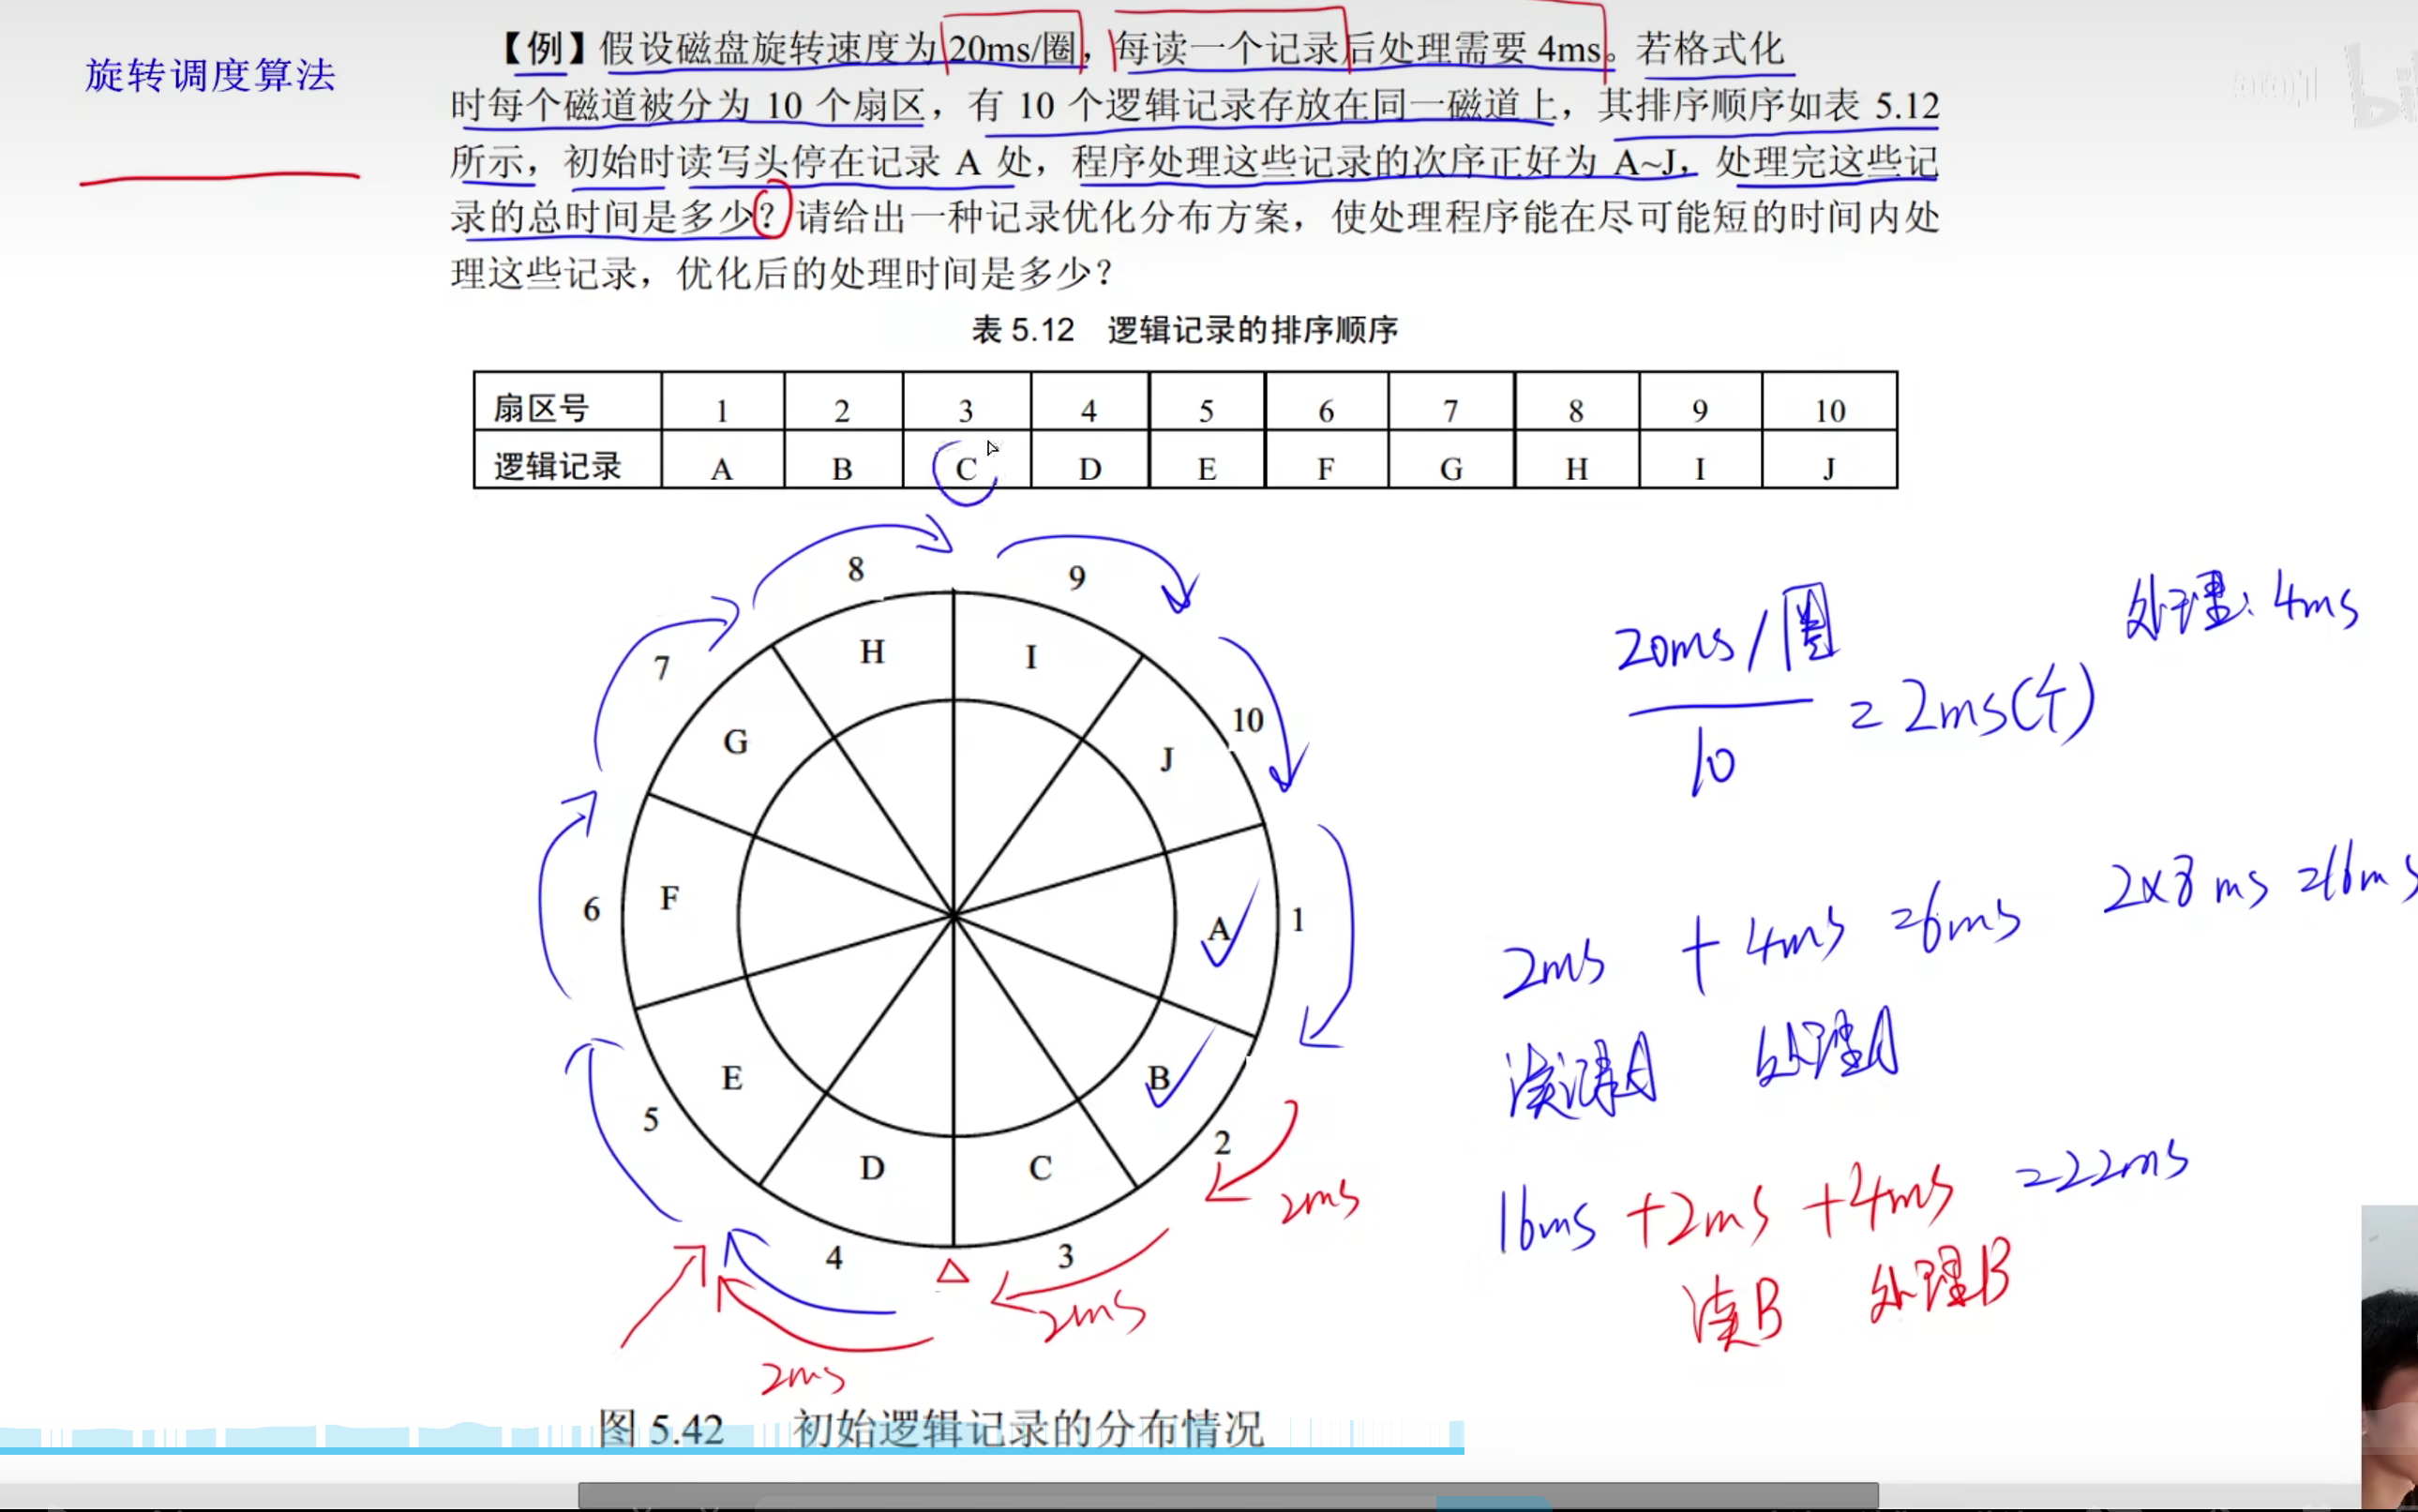 旋转调度算法
【例】假设磁盘旋转速度为 20ms/圈，每读一个记录后处理需要 4ms。若格式化
时每个磁道被分为 10 个扇区，有 10 个逻辑记录存放在同一磁道上，其排序顺序如表 5.12
所示，初始时读写头停在记录 A 处，程序处理这些记录的次序正好为 A~J，处理完这些记
录的总时间是多少？请给出一种记录优化分布方案，使处理程序能在尽可能短的时间内处
理这些记录，优化后的处理时间是多少？
表 5.12 逻辑记录的排序顺序
扇区号 1 2 3 4 5 6 7 8 9 10
逻辑记录 A B C D E F G H I J
8 9
7 H I 10
G J
6 F A 1
E B
5 D C 2
4 △ 3
2ms
2ms
2ms
20ms/圈
10
=2ms(个)
处理: 4ms
2ms + 4ms =6ms 2x8ms =16ms
读记录A 处理A
16ms +2ms +4ms =22ms
读B 处理B
图 5.42 初始逻辑记录的分布情况